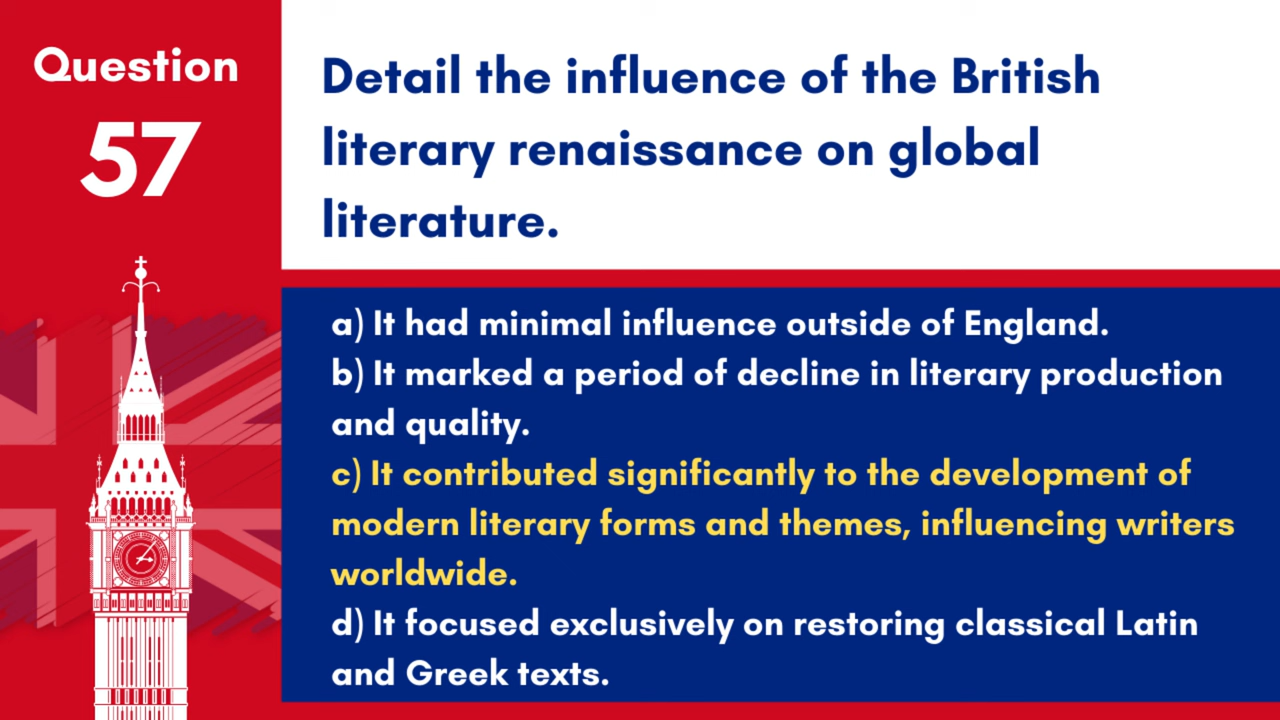 Question
57
Detail the influence of the British
literary renaissance on global
literature.
a) It had minimal influence outside of England.
b) It marked a period of decline in literary production
and quality.
c) It contributed significantly to the development of
modern literary forms and themes, influencing writers
worldwide.
d) It focused exclusively on restoring classical Latin
and Greek texts.